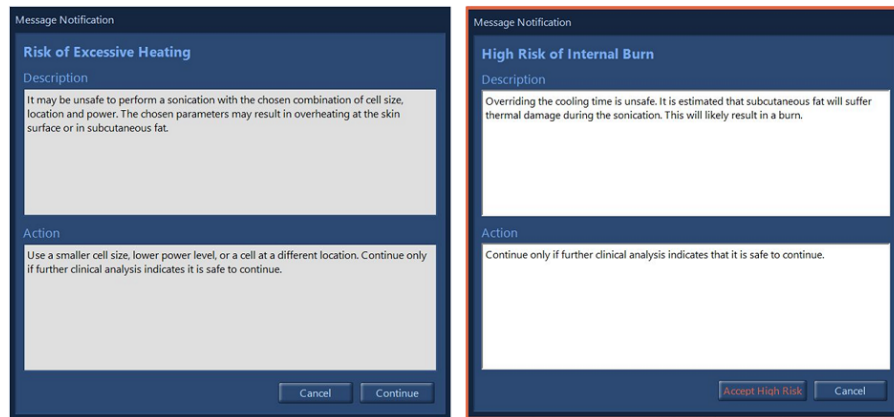 Message Notification
Risk of Excessive Heating
Description
It may be unsafe to perform a sonication with the chosen combination of cell size,
location and power. The chosen parameters may result in overheating at the skin
surface or in subcutaneous fat.
Action
Use a smaller cell size, lower power level, or a cell at a different location. Continue only
if further clinical analysis indicates it is safe to continue.
Cancel
Continue
Message Notification
High Risk of Internal Burn
Description
Overriding the cooling time is unsafe. It is estimated that subcutaneous fat will suffer
thermal damage during the sonication. This will likely result in a burn.
Action
Continue only if further clinical analysis indicates that it is safe to continue.
Accept High Risk
Cancel